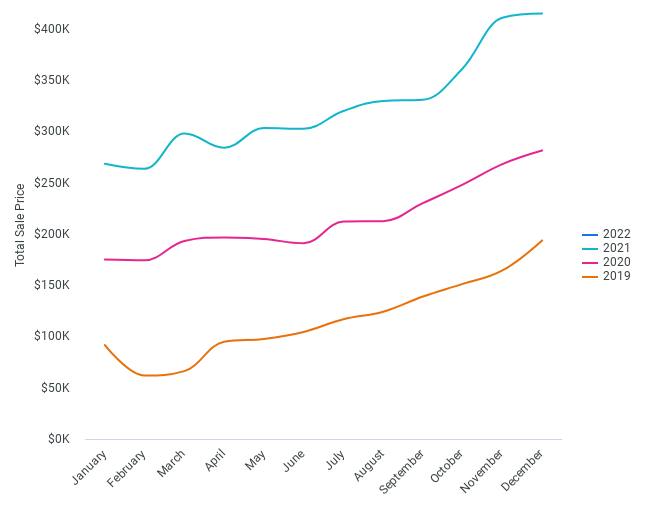 $400K
$350K
$300K
$250K
$200K
$150K
$100K
$50K
$0K
Total Sale Price
January
February
March
April
May
June
July
August
September
October
November
December
2022
2021
2020
2019